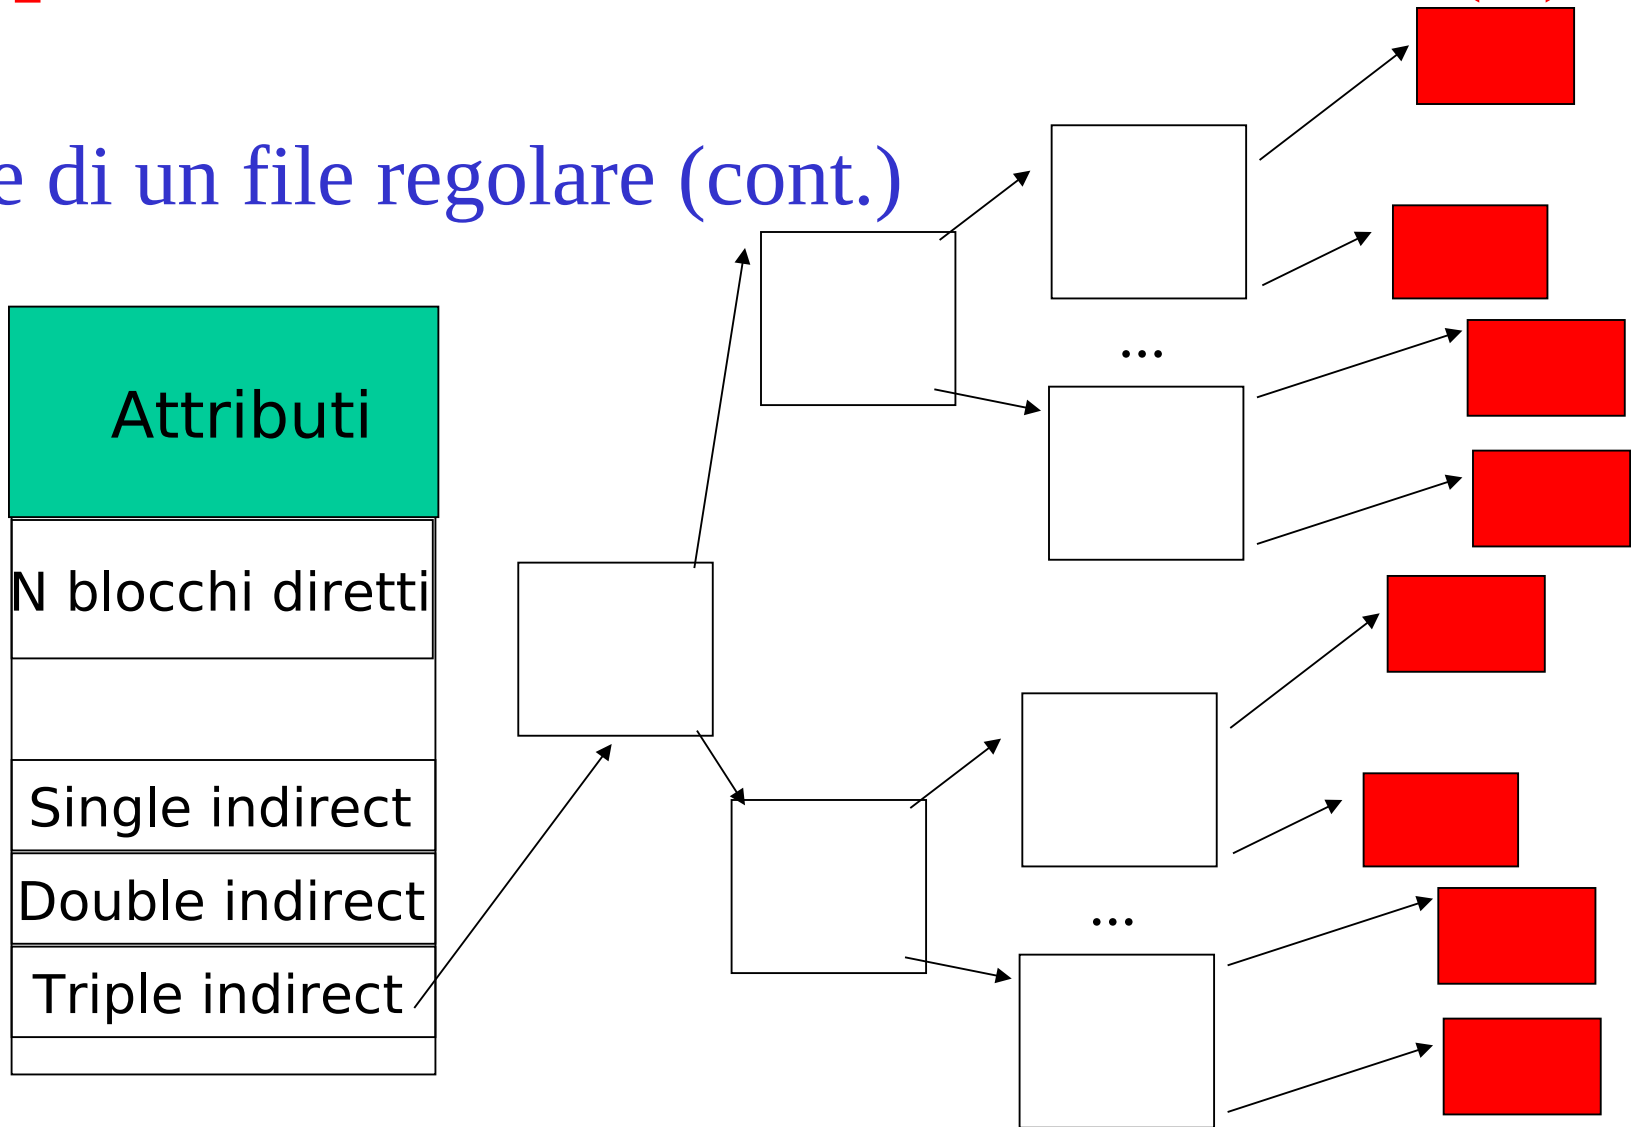 di un file regolare (cont.)
...
Attributi
N blocchi diretti
Single indirect
Double indirect
...
Triple indirect